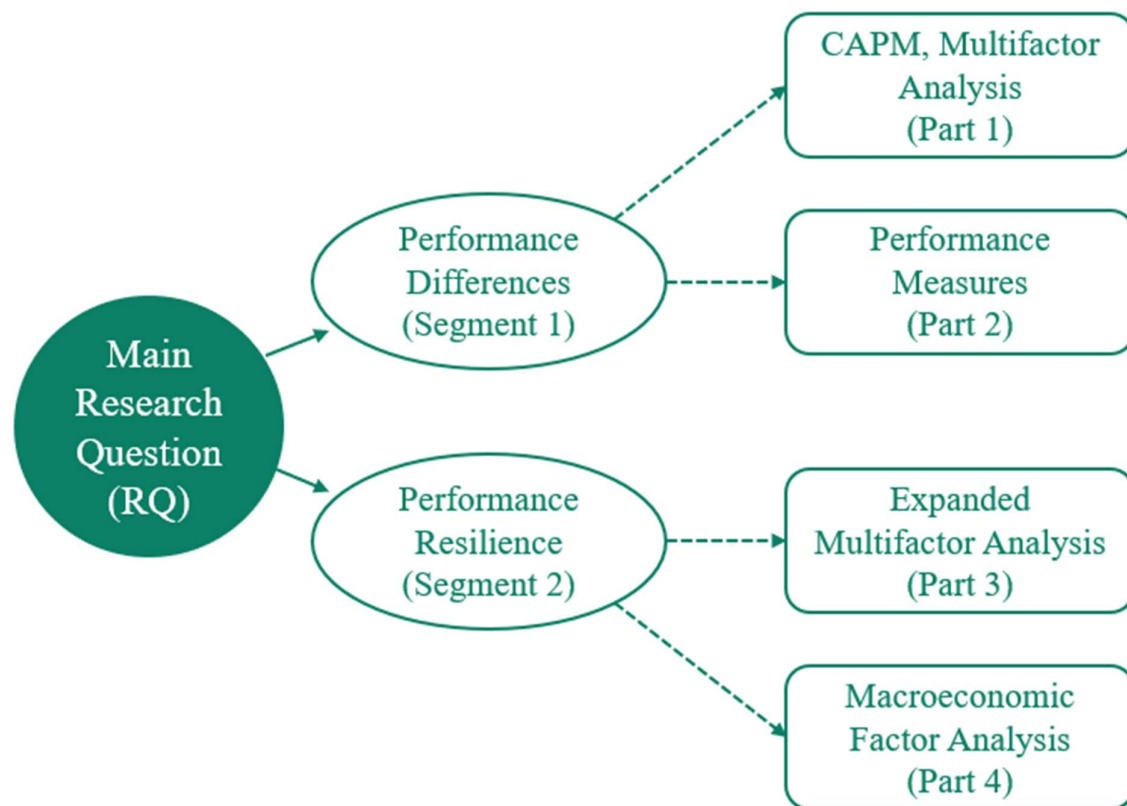 Main
Research
Question
(RQ)
Performance
Differences
(Segment 1)
Performance
Resilience
(Segment 2)
CAPM, Multifactor
Analysis
(Part 1)
Performance
Measures
(Part 2)
Expanded
Multifactor Analysis
(Part 3)
Macroeconomic
Factor Analysis
(Part 4)